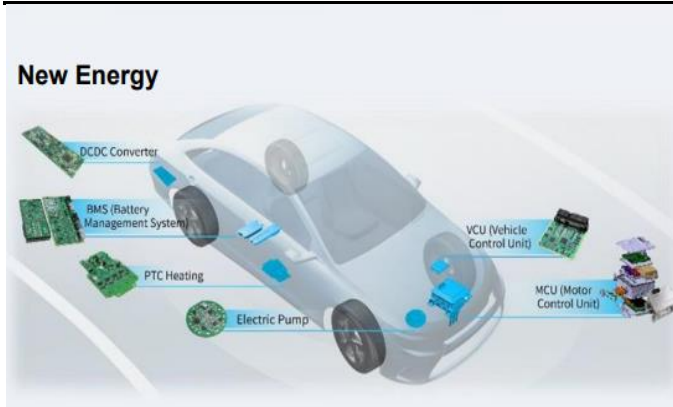 New Energy
DCDC Converter
BMS (Battery
Management System)
PTC Heating
Electric Pump
VCU (Vehicle
Control Unit)
MCU (Motor
Control Unit)